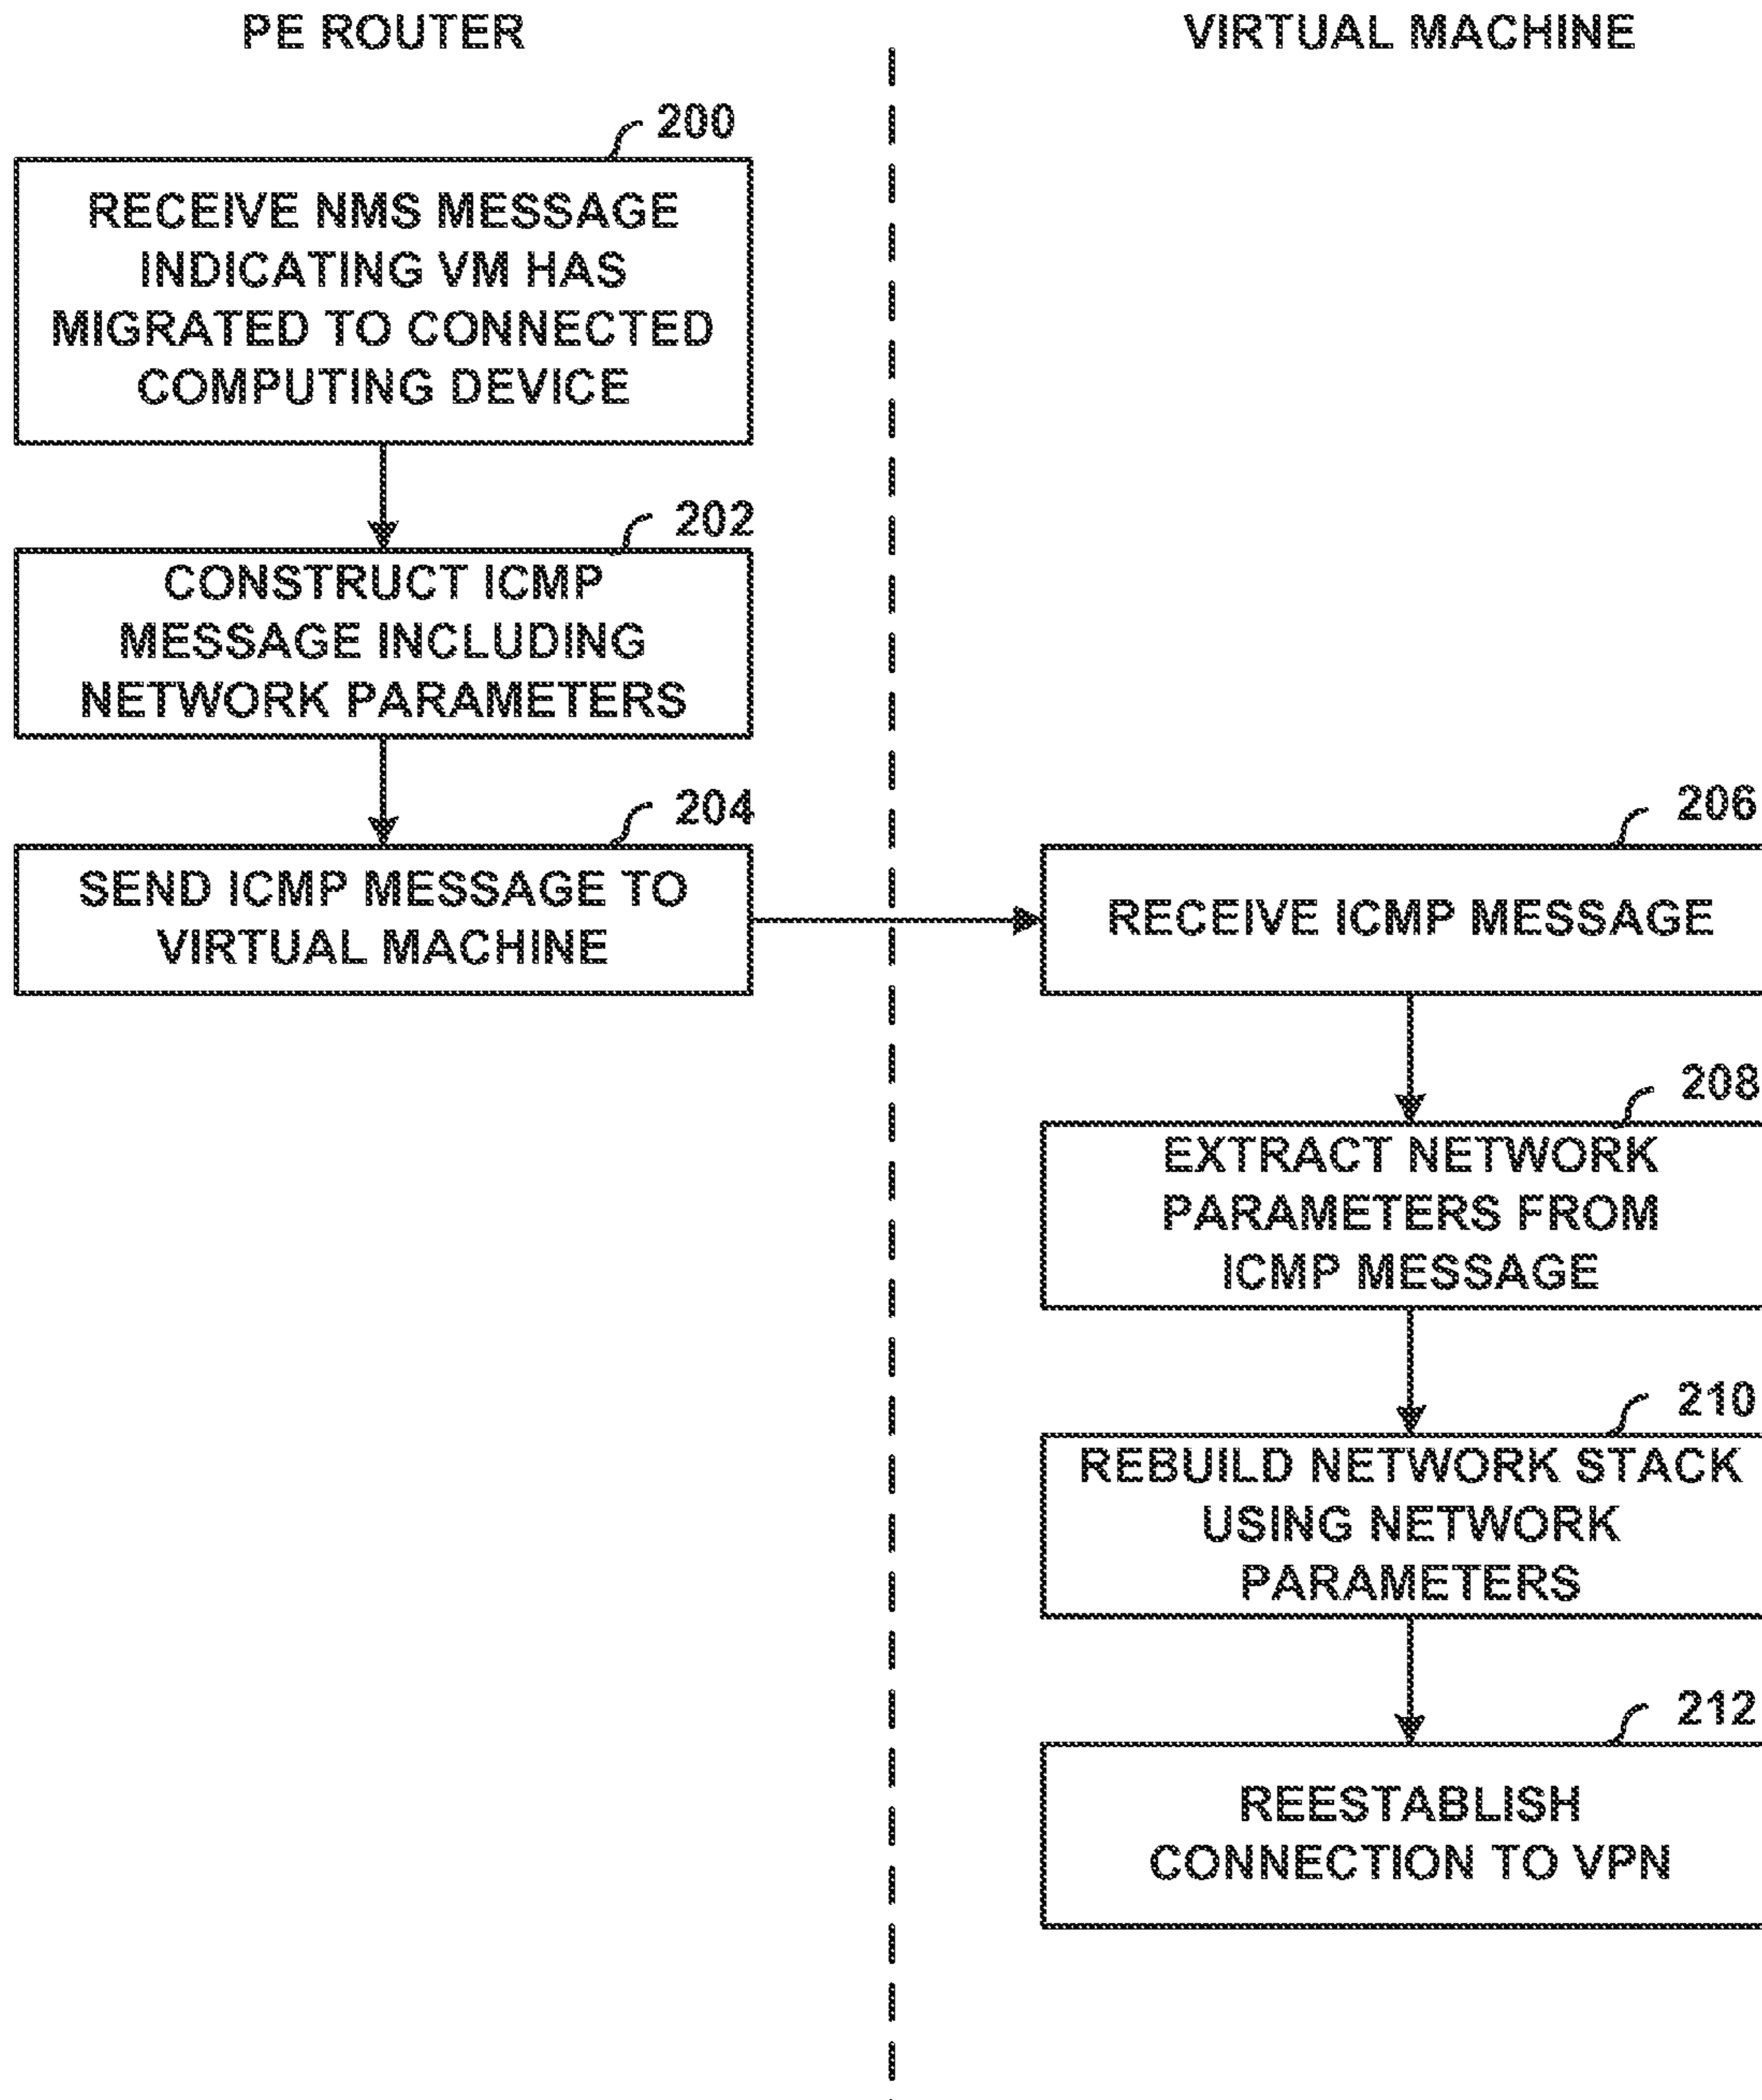 PE ROUTER
VIRTUAL MACHINE
200
RECEIVE NMS MESSAGE
INDICATING VM HAS
MIGRATED TO CONNECTED
COMPUTING DEVICE
202
CONSTRUCT ICMP
MESSAGE INCLUDING
NETWORK PARAMETERS
204
SEND ICMP MESSAGE TO
VIRTUAL MACHINE
206
RECEIVE ICMP MESSAGE
208
EXTRACT NETWORK
PARAMETERS FROM
ICMP MESSAGE
210
REBUILD NETWORK STACK
USING NETWORK
PARAMETERS
212
REESTABLISH
CONNECTION TO VPN